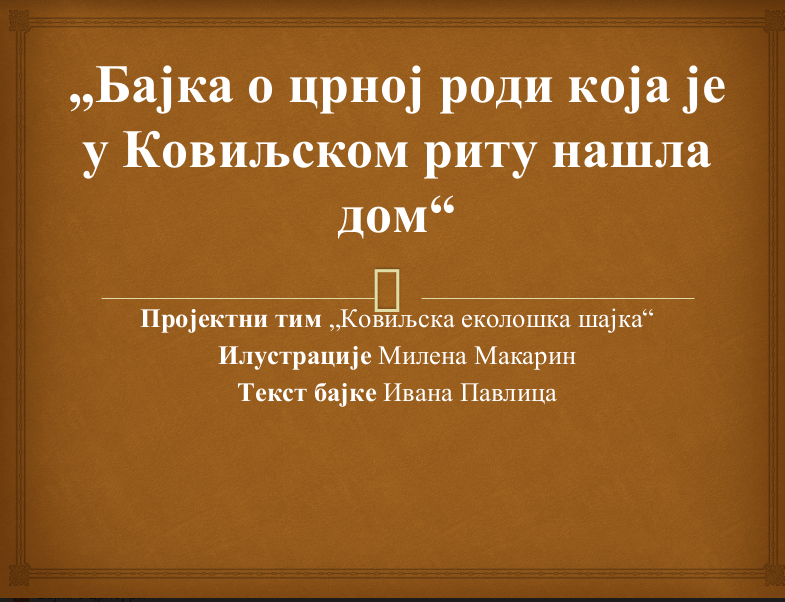 „Бајка о црној роди која је
у Ковиљском риту нашла
дом“
Пројектни тим „Ковиљска еколошка шајка“
Илустрације Милена Макарин
Текст бајке Ивана Павлица